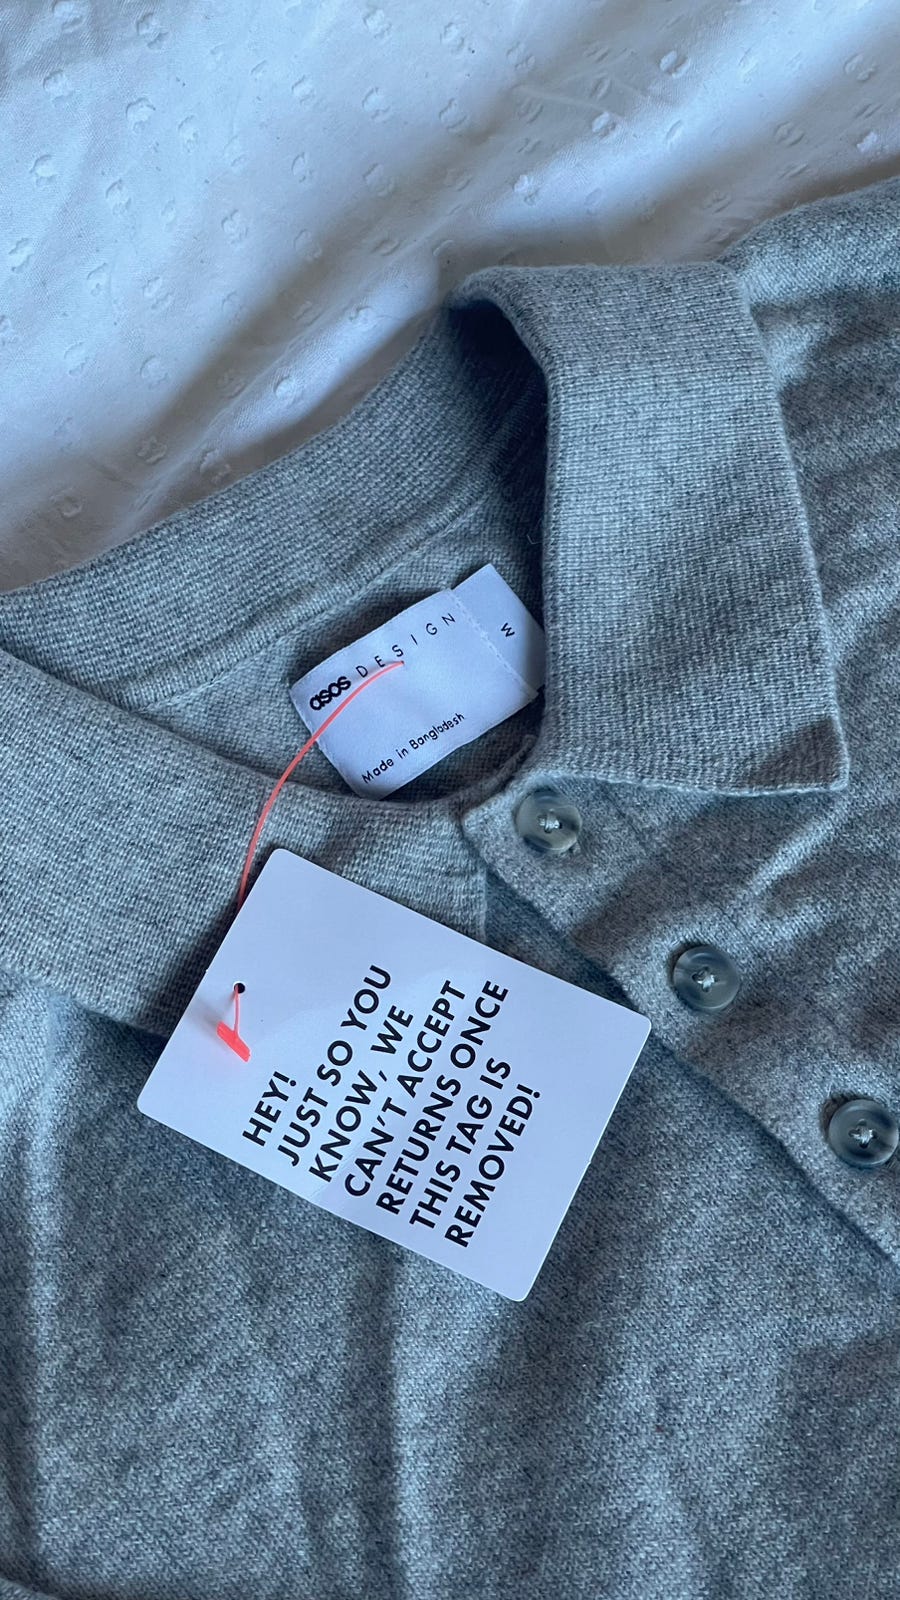 asos DESIGN
M
Made in Bangladesh
HEY!
JUST SO YOU
KNOW, WE
CAN'T ACCEPT
RETURNS ONCE
THIS TAG IS
REMOVED!